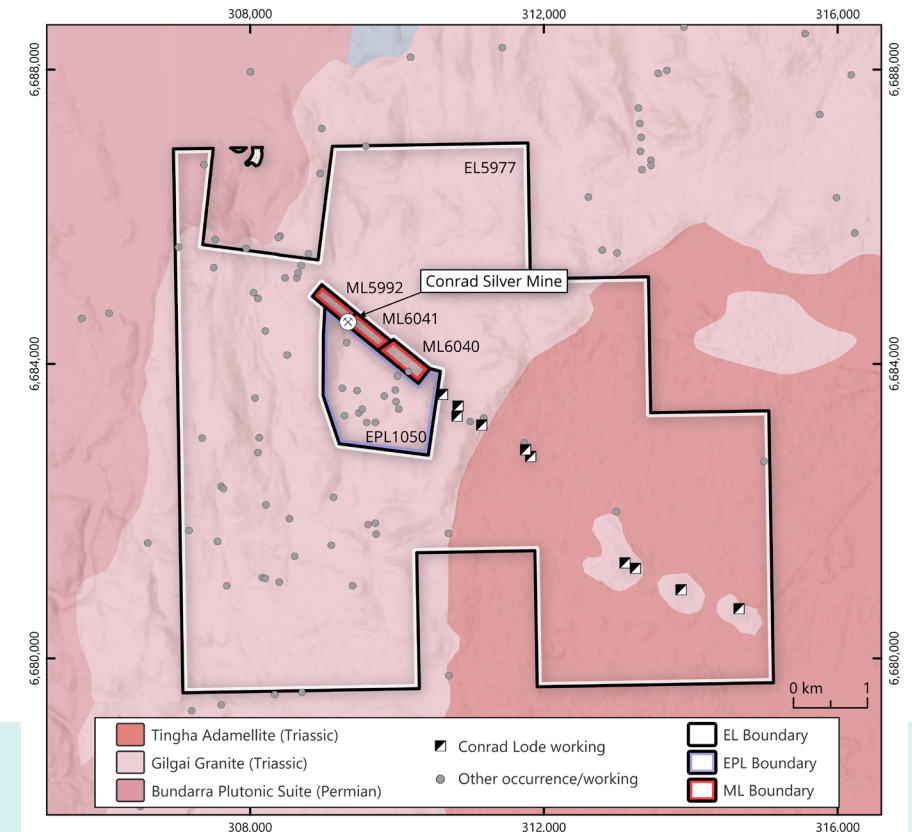 308,000
312,000
316,000
6,688,000
6,688,000
EL5977
ML5992
Conrad Silver Mine
ML6041
ML6040
6,684,000
6,684,000
EPL1050
6,680,000
6,680,000
0 km
1
Tingha Adamellite (Triassic)
Gilgai Granite (Triassic)
Bundarra Plutonic Suite (Permian)
Conrad Lode working
Other occurrence/working
EL Boundary
EPL Boundary
ML Boundary
308,000
312,000
316,000